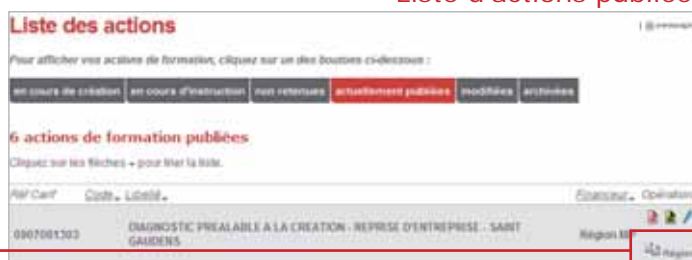 Liste d'actions publiée
Liste des actions
Pour afficher vos actions de formation, cliquez sur un des boutons ci-dessous :
en cours de création en cours d'instruction non retenues actuellement publiées modifiées archivées
6 actions de formation publiées
Cliquez sur les flèches pour trier la liste.
Réf Carif Code Libellé Financeur Opération
DIAGNOSTIC PREALABLE A LA CREATION - REPRISE D'ENTREPRISE - SAINT
GAUDENS
Région
Région